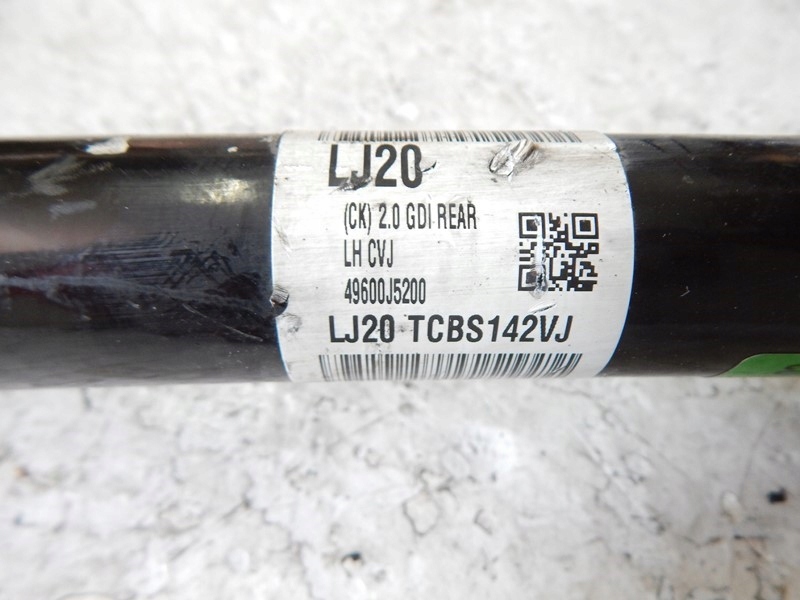 LJ20
(CK) 2.0 GDI REAR
LH CVJ
49600J5200
LJ20 TCBS142VJ